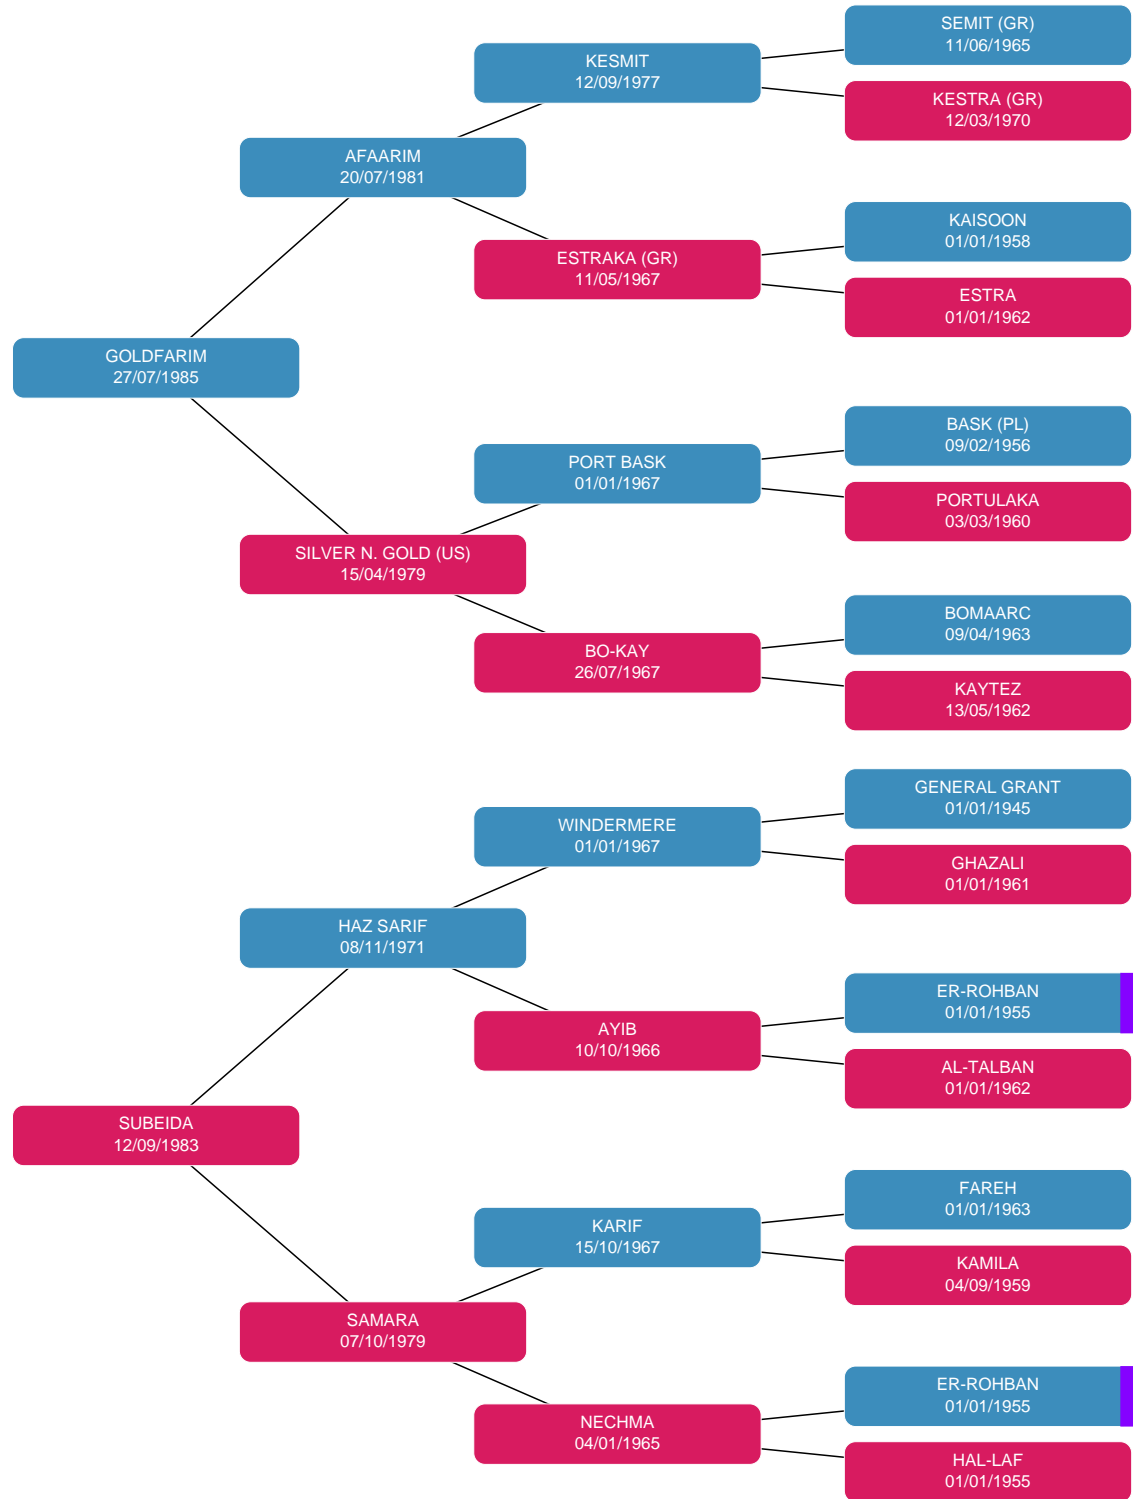 SEMIT (GR)
11/06/1965
KESMIT
12/09/1977
KESTRA (GR)
12/03/1970
AFAARIM
20/07/1981
KAISOON
01/01/1958
ESTRAKA (GR)
11/05/1967
ESTRA
01/01/1962
GOLDFARIM
27/07/1985
BASK (PL)
09/02/1956
PORT BASK
01/01/1967
PORTULAKA
03/03/1960
SILVER N. GOLD (US)
15/04/1979
BOMAARC
09/04/1963
BO-KAY
26/07/1967
KAYTEZ
13/05/1962
GENERAL GRANT
01/01/1945
WINDERMERE
01/01/1967
GHAZALI
01/01/1961
HAZ SARIF
08/11/1971
ER-ROHBAN
01/01/1955
AYIB
10/10/1966
AL-TALBAN
01/01/1962
SUBEIDA
12/09/1983
FAREH
01/01/1963
KARIF
15/10/1967
KAMILA
04/09/1959
SAMARA
07/10/1979
ER-ROHBAN
01/01/1955
NECHMA
04/01/1965
HAL-LAF
01/01/1955